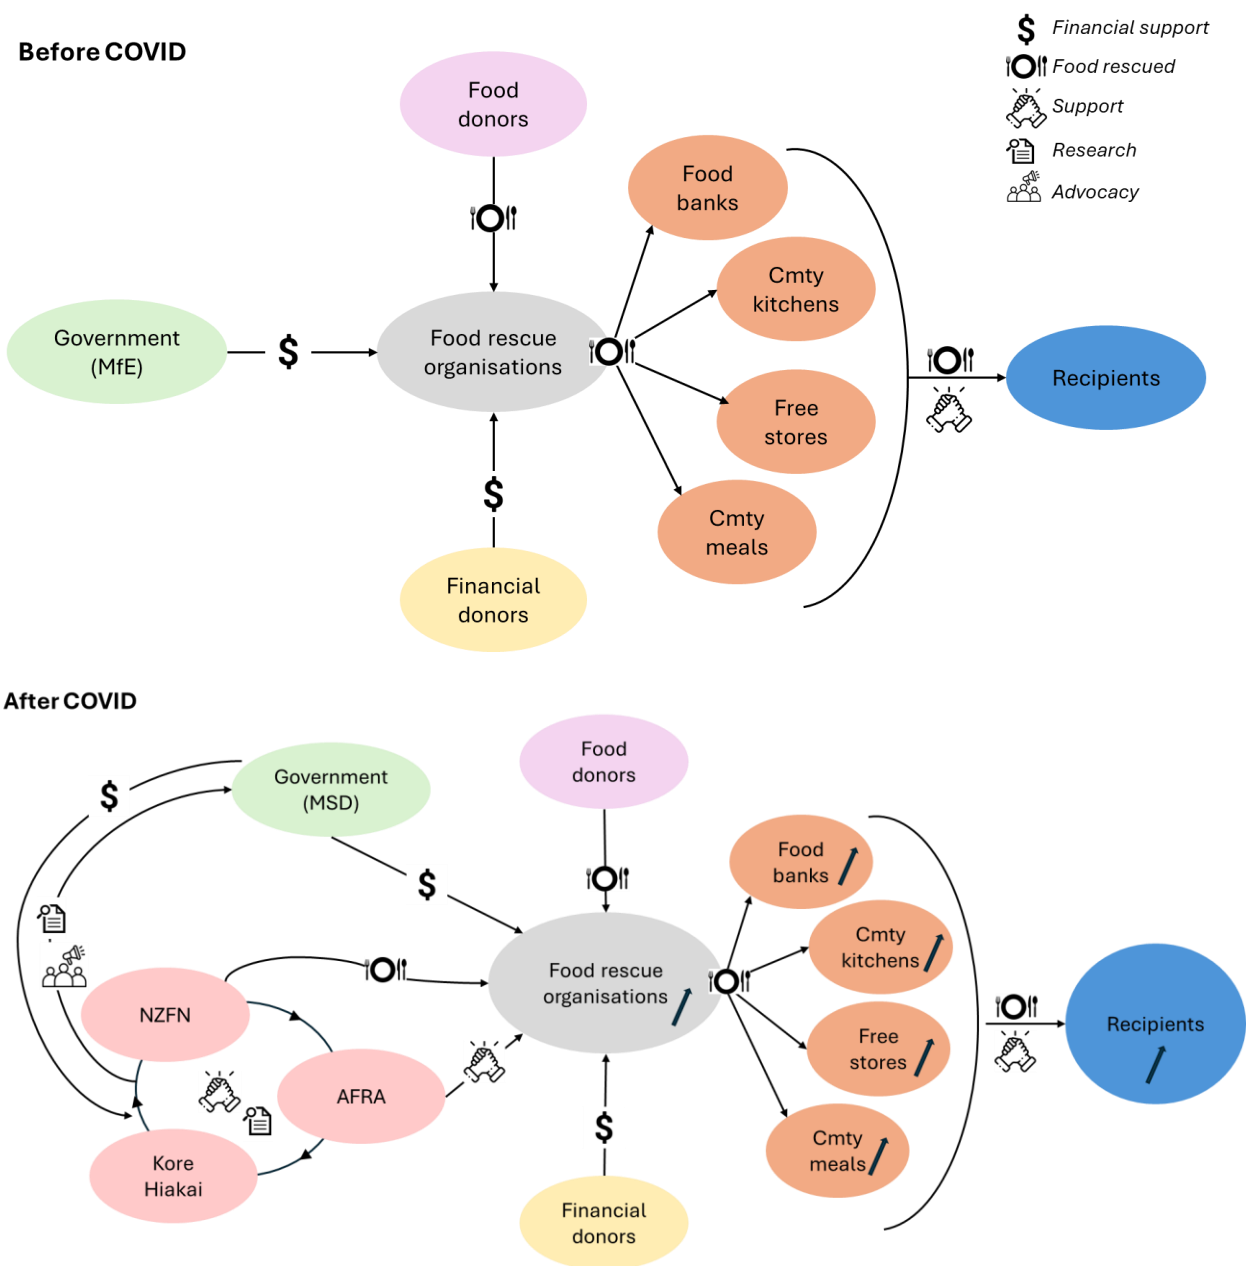 Before COVID
$ Financial support
Food rescued
Support
Research
Advocacy
Food
donors
Food
banks
Cmty
kitchens
Government
(MfE)
$
Food rescue
organisations
Recipients
Free
stores
$
Cmty
meals
Financial
donors
After COVID
Food
donors
Government
(MSD)
$
$
Food
banks
Cmty
kitchens
Food rescue
organisations
NZFN
Free
stores
Recipients
AFRA
$
Cmty
meals
Kore
Hiakai
Financial
donors